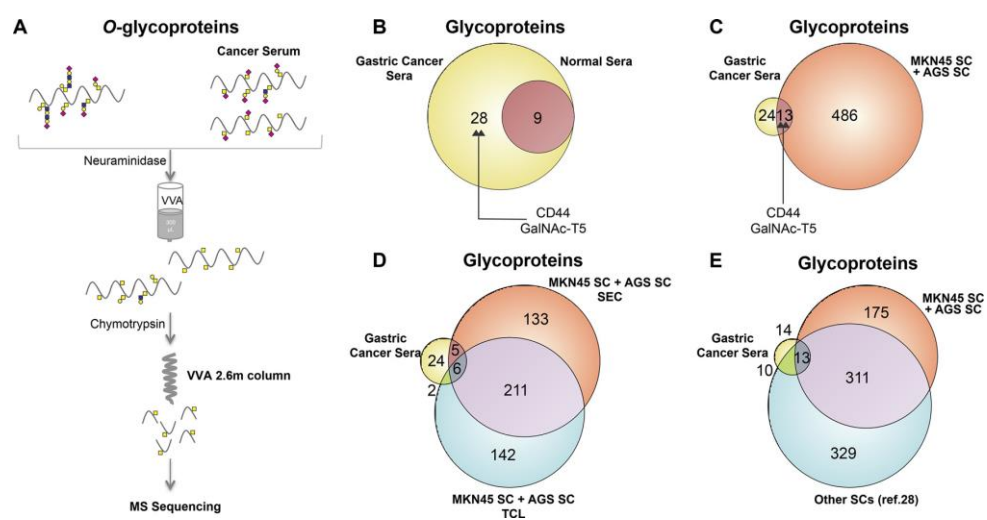 A
O-glycoproteins
Cancer Serum
Neuraminidase
VVA
Chymotrypsin
VVA 2.6m column
MS Sequencing
B
Glycoproteins
Gastric Cancer
Sera
Normal Sera
28
9
CD44
GalNAc-T5
C
Glycoproteins
Gastric
Cancer Sera
MKN45 SC
+ AGS SC
24
13
486
CD44
GalNAc-T5
D
Glycoproteins
MKN45 SC + AGS SC
SEC
133
Gastric
Cancer Sera
24
5
6
2
211
142
MKN45 SC + AGS SC
TCL
E
Glycoproteins
MKN45 SC
+ AGS SC
175
14
Gastric
Cancer Sera
13
10
311
329
Other SCs (ref.28)